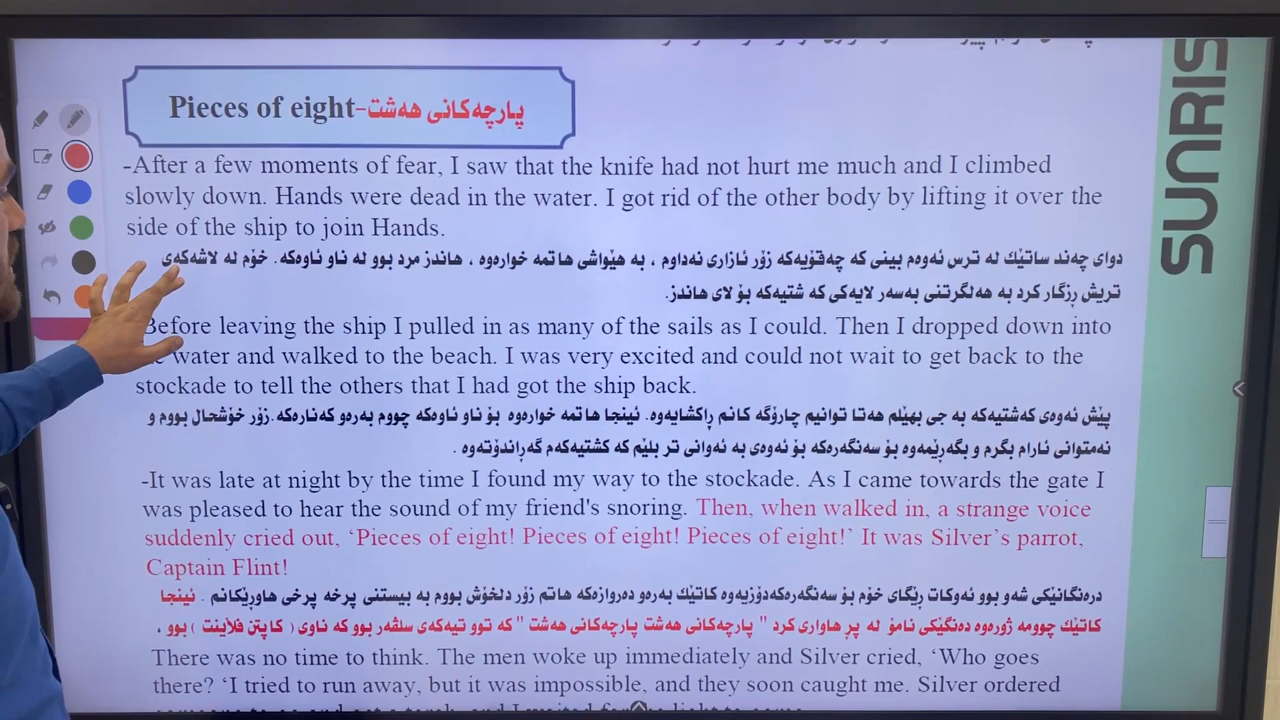 Pieces of eight-پارچەکانی هەشت
-After a few moments of fear, I saw that the knife had not hurt me much and I climbed
slowly down. Hands were dead in the water. I got rid of the other body by lifting it over the
side of the ship to join Hands.
دوای چەند ساتێك لە ترس ئەوەم بینی کە چەقۆیەکە زۆر ئازاری نەداوم ، بە هێواشی هاتمە خوارەوە ، هاندز مرد بوو لە ناو ئاوەکە. خۆم لە لاشەکەی
تریش رزگار کرد بە هەلگرتنی بەسەر لایەکی کە شتیەکە بۆ لای هاندز.
Before leaving the ship I pulled in as many of the sails as I could. Then I dropped down into
water and walked to the beach. I was very excited and could not wait to get back to the
stockade to tell the others that I had got the ship back.
پێش ئەوەی کەشتیەکە بە جی بهێلم هەتا توانیم چارۆگە کانم راکشایەوە. ئینجا هاتمە خوارەوە بۆ ناو ئاوەکە چووم بەرەو کەنارەکە.زۆر خۆشحال بووم و
نەمتوانی ئارام بگرم و بگەرێمەوە بۆ سەنگەرەکە بۆ ئەوەی بە ئەوانی تر بلێم کە کشتیەکەم گەراندۆتەوە .
-It was late at night by the time I found my way to the stockade. As I came towards the gate I
was pleased to hear the sound of my friend's snoring. Then, when walked in, a strange voice
suddenly cried out, ‘Pieces of eight! Pieces of eight! Pieces of eight!’ It was Silver’s parrot,
Captain Flint!
درەنگانێکی شەو بوو ئەوکات رێگای خۆم بۆ سەنگەرەکەدۆزیەوە کاتێك بەرەو دەروازەکە هاتم زۆر دلخۆش بووم بە بیستنی پرخە پرخی هاورێکانم . ئینجا
کاتێك چوومە ژورەوە دەنگێکی نامۆ لە پر هاواری کرد " پارچەکانی هەشت پارچەکانی هەشت " کە توو تیەکەی سلڤەر بوو کە ناوی ( کاپتن فلاینت ) بوو ،
There was no time to think. The men woke up immediately and Silver cried, ‘Who goes
there? ‘I tried to run away, but it was impossible, and they soon caught me. Silver ordered
SUNRIS